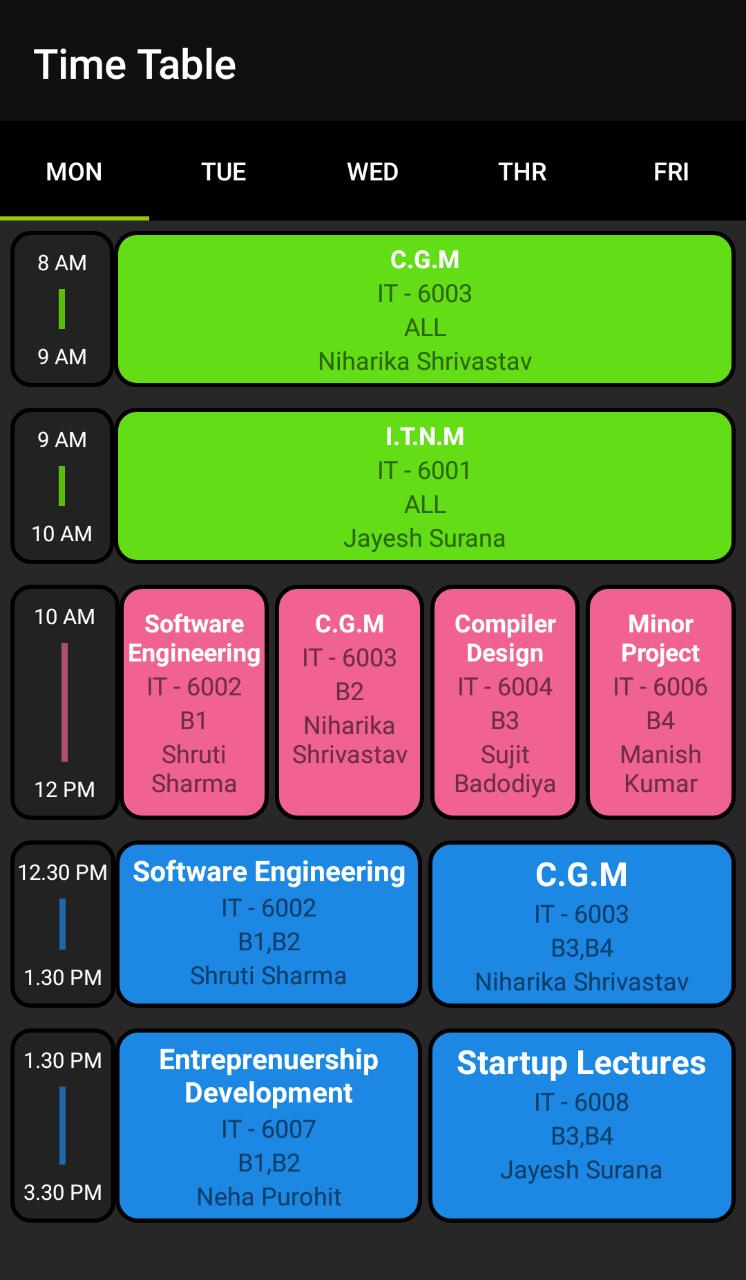 Time Table
MON TUE WED THR FRI
8 AM
9 AM
C.G.M
IT - 6003
ALL
Niharika Shrivastav
9 AM
10 AM
I.T.N.M
IT - 6001
ALL
Jayesh Surana
10 AM
12 PM
Software
Engineering
IT - 6002
B1
Shruti
Sharma
C.G.M
IT - 6003
B2
Niharika
Shrivastav
Compiler
Design
IT - 6004
B3
Sujit
Badodiya
Minor
Project
IT - 6006
B4
Manish
Kumar
12.30 PM
1.30 PM
Software Engineering
IT - 6002
B1,B2
Shruti Sharma
C.G.M
IT - 6003
B3,B4
Niharika Shrivastav
1.30 PM
3.30 PM
Entreprenuership
Development
IT - 6007
B1,B2
Neha Purohit
Startup Lectures
IT - 6008
B3,B4
Jayesh Surana